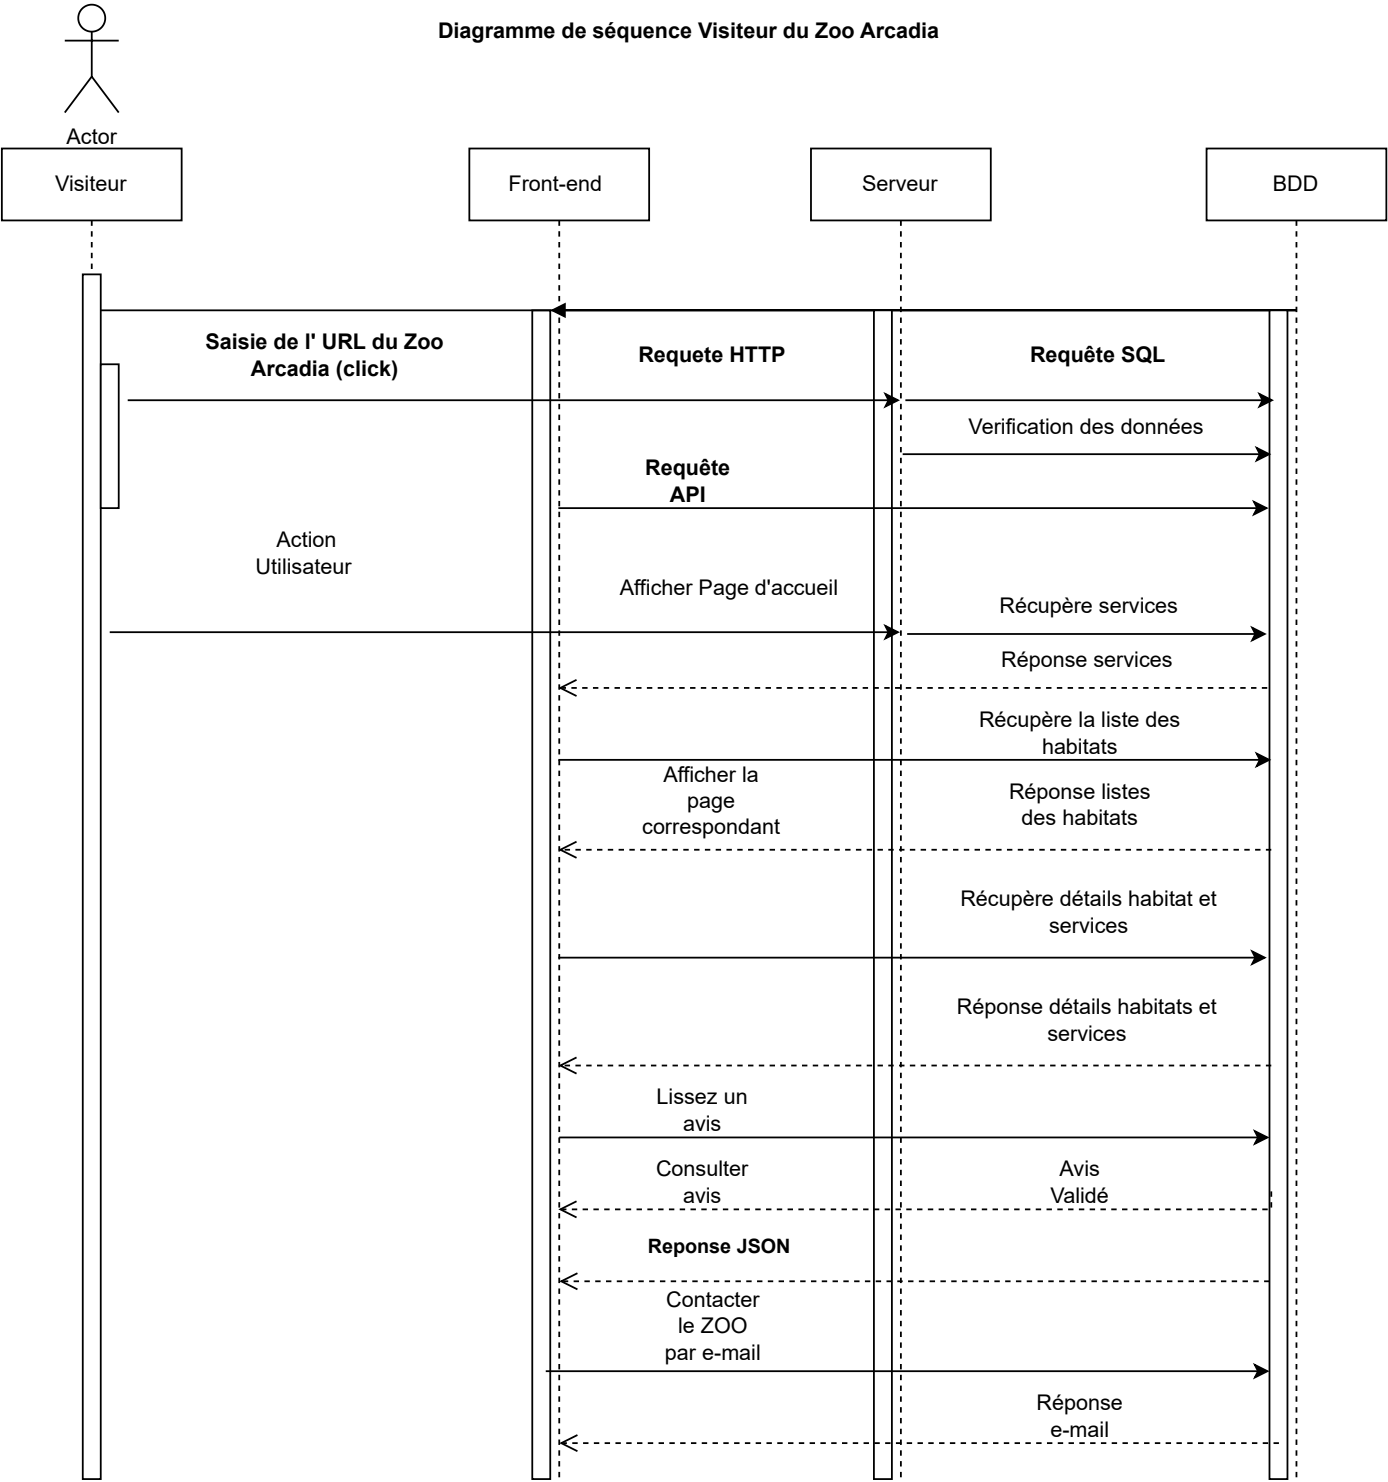 Diagramme de séquence Visiteur du Zoo Arcadia
Actor
Visiteur
Front-end
Serveur
BDD
Saisie de l' URL du Zoo
Arcadia (click)
Requete HTTP
Requête SQL
Verification des données
Requête
API
Action
Utilisateur
Afficher Page d'accueil
Récupère services
Réponse services
Récupère la liste des
habitats
Afficher la
page
correspondant
Réponse listes
des habitats
Récupère détails habitat et
services
Réponse détails habitats et
services
Lissez un
avis
Consulter
avis
Avis
Validé
Reponse JSON
Contacter
le ZOO
par e-mail
Réponse
e-mail